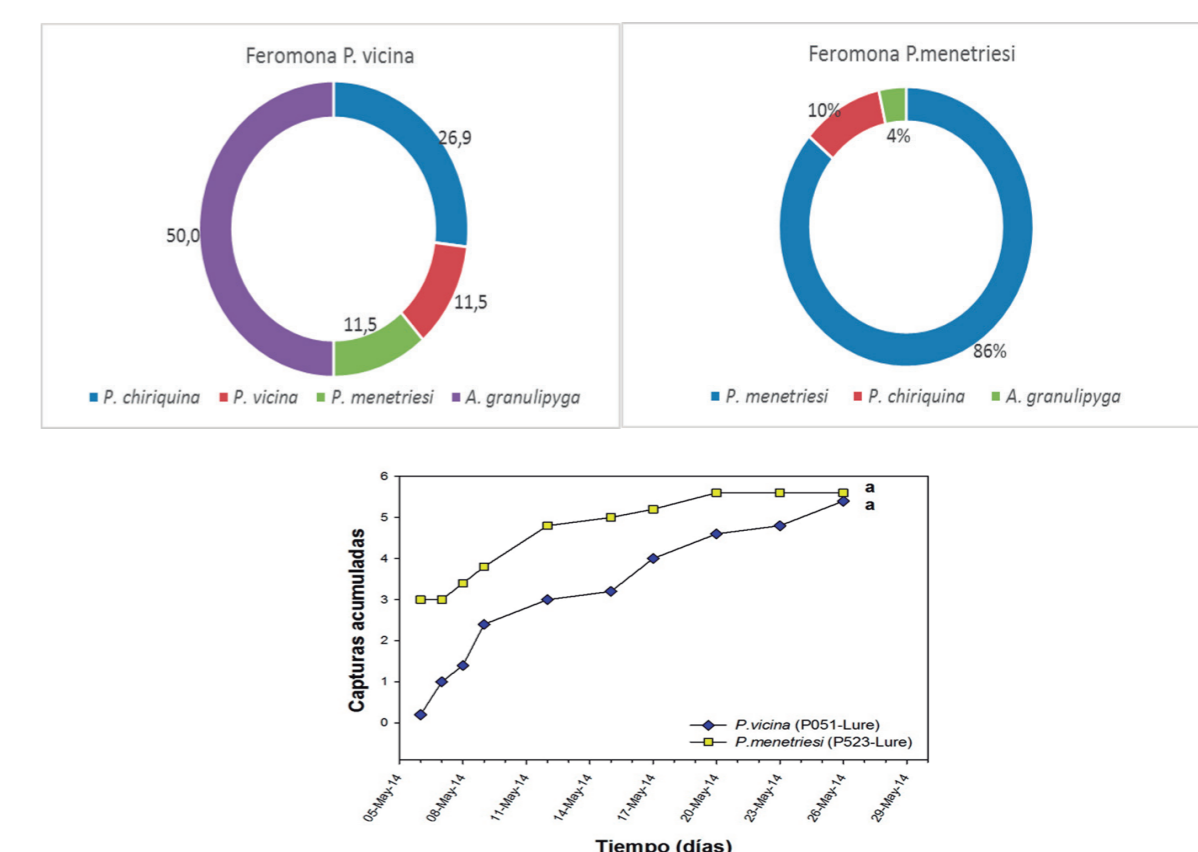 Feromona P. vicina
26,9
50,0
11,5
11,5
P. chiriquina P. vicina P. menetriesi A. granulipyga
Feromona P.menetriesi
10%
4%
86%
P. menetriesi P. chiriquina A. granulipyga
6
5
4
3
2
1
0
Capturas acumuladas
a
a
P.vicina (P051-Lure)
P.menetriesi (P523-Lure)
05-May-14
08-May-14
11-May-14
14-May-14
17-May-14
20-May-14
23-May-14
26-May-14
29-May-14
Tiempo (días)